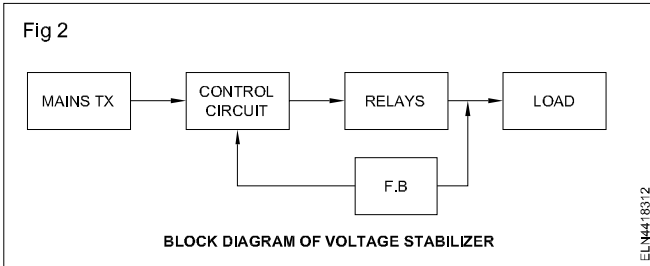 Fig 2
MAINS TX
CONTROL
CIRCUIT
RELAYS
LOAD
F.B
BLOCK DIAGRAM OF VOLTAGE STABILIZER
ELN4418312